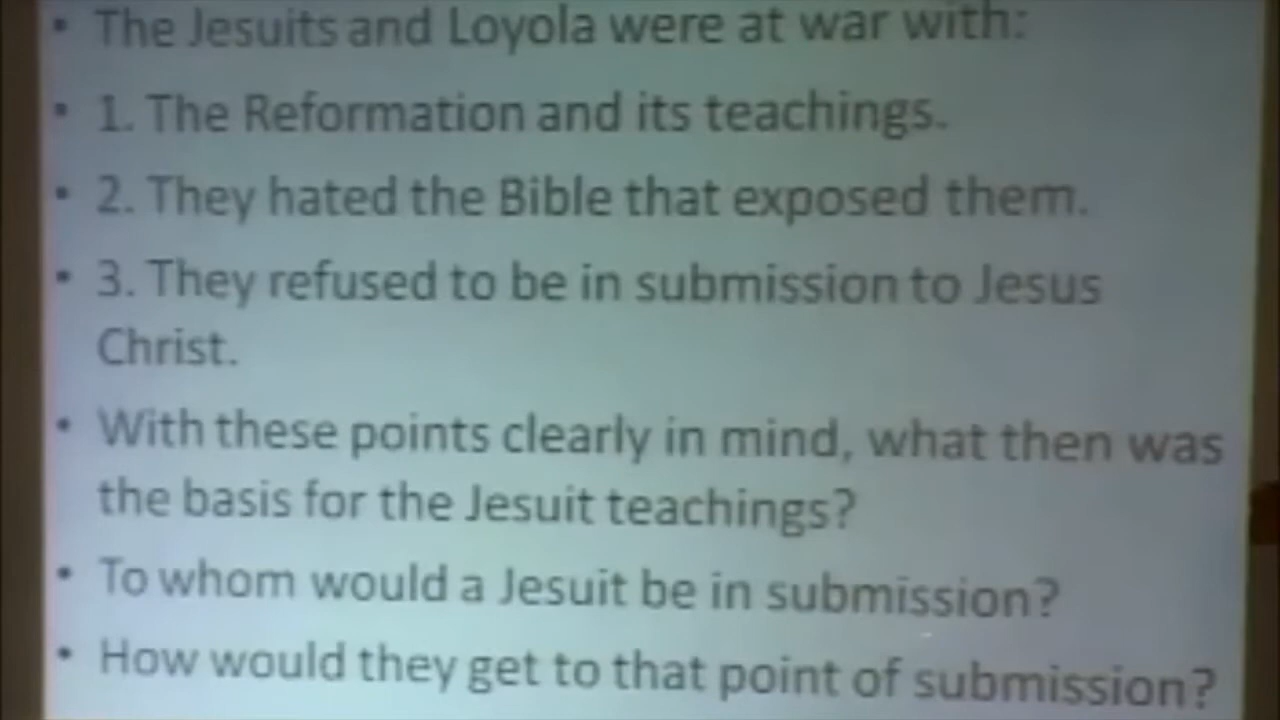 • The Jesuits and Loyola were at war with:
• 1. The Reformation and its teachings.
• 2. They hated the Bible that exposed them.
• 3. They refused to be in submission to Jesus
Christ.
• With these points clearly in mind, what then was
the basis for the Jesuit teachings?
• To whom would a Jesuit be in submission?
• How would they get to that point of submission?